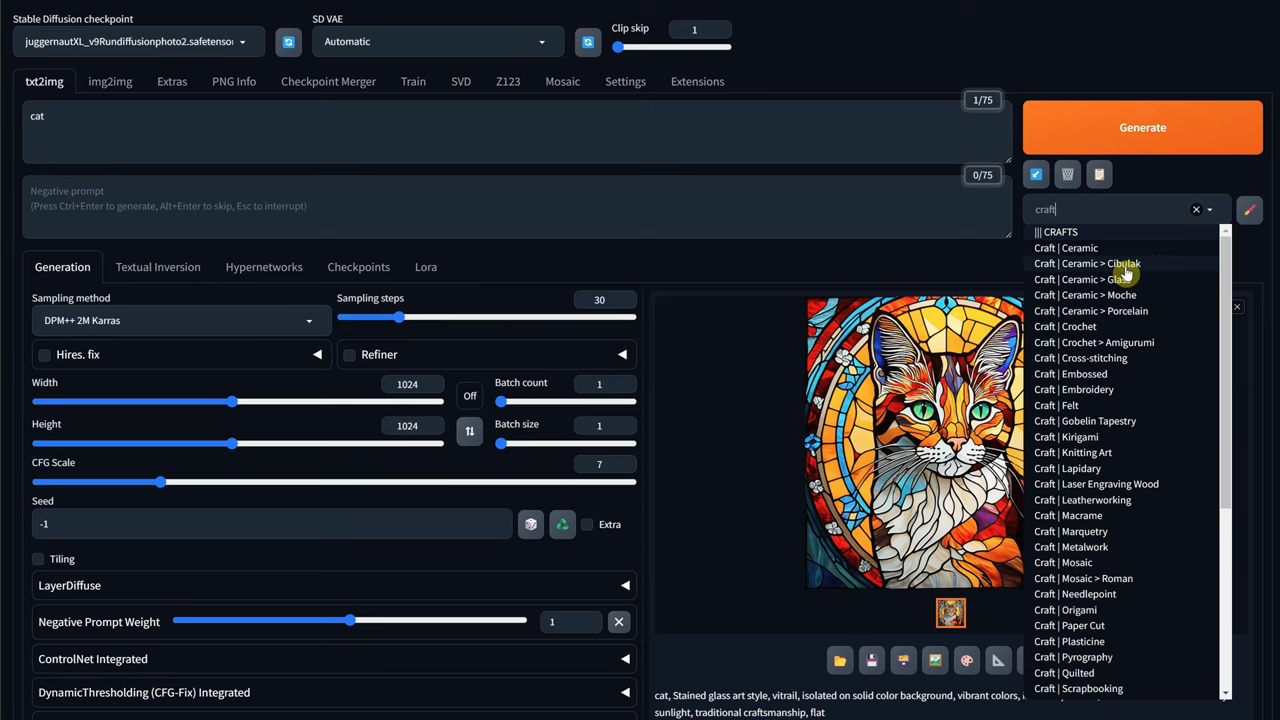 Stable Diffusion checkpoint
SD VAE
Clip skip
1
juggernautXL_v9Rundiffusionphoto2.safetenso
Automatic
txt2img
img2img
Extras
PNG Info
Checkpoint Merger
Train
SVD
Z123
Mosaic
Settings
Extensions
1/75
cat
Generate
0/75
Negative prompt
(Press Ctrl+Enter to generate, Alt+Enter to skip, Esc to interrupt)
craft
||| CRAFTS
Craft | Ceramic
Craft | Ceramic > Cibulak
Craft | Ceramic > Glass
Craft | Ceramic > Moche
Craft | Ceramic > Porcelain
Craft | Crochet
Craft | Crochet > Amigurumi
Craft | Cross-stitching
Craft | Embossed
Craft | Embroidery
Craft | Felt
Craft | Gobelin Tapestry
Craft | Kirigami
Craft | Knitting Art
Craft | Lapidary
Craft | Laser Engraving Wood
Craft | Leatherworking
Craft | Macrame
Craft | Marquetry
Craft | Metalwork
Craft | Mosaic
Craft | Mosaic > Roman
Craft | Needlepoint
Craft | Origami
Craft | Paper Cut
Craft | Plasticine
Craft | Pyrography
Craft | Quilted
Craft | Scrapbooking
Generation
Textual Inversion
Hypernetworks
Checkpoints
Lora
Sampling method
Sampling steps
30
DPM++ 2M Karras
Hires. fix
Refiner
Width
1024
Off
Batch count
1
Height
1024
Batch size
1
CFG Scale
7
Seed
-1
Extra
Tiling
LayerDiffuse
Negative Prompt Weight
1
ControlNet Integrated
DynamicThresholding (CFG-Fix) Integrated
cat, Stained glass art style, vitrail, isolated on solid color background, vibrant colors,
sunlight, traditional craftsmanship, flat